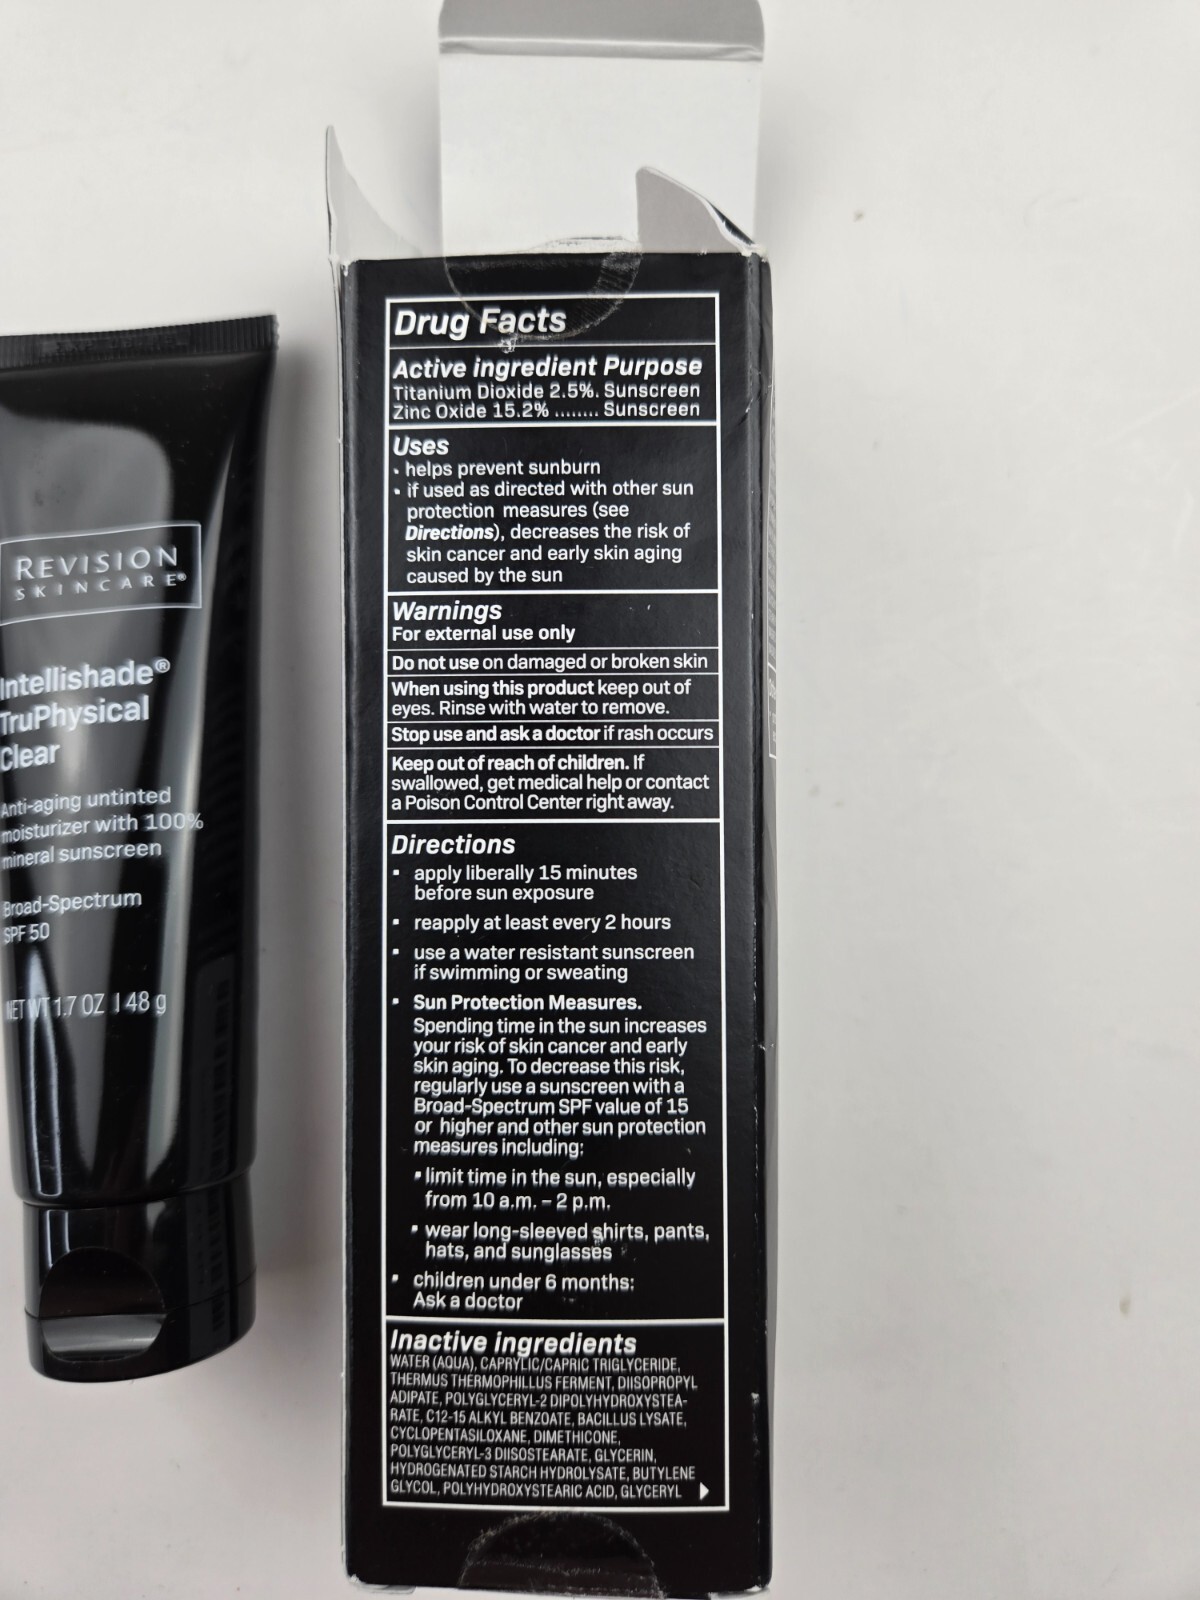 REVISION
SKINCARE®
Intellishade®
TruPhysical
Clear
Anti-aging untinted
moisturizer with 100%
mineral sunscreen
Broad-Spectrum
SPF 50
NET WT 1.7 OZ | 48 g
Drug Facts
Active ingredient Purpose
Titanium Dioxide 2.5%. Sunscreen
Zinc Oxide 15.2% ........ Sunscreen
Uses
• helps prevent sunburn
• if used as directed with other sun
protection measures (see
Directions), decreases the risk of
skin cancer and early skin aging
caused by the sun
Warnings
For external use only
Do not use on damaged or broken skin
When using this product keep out of
eyes. Rinse with water to remove.
Stop use and ask a doctor if rash occurs
Keep out of reach of children. If
swallowed, get medical help or contact
a Poison Control Center right away.
Directions
▪ apply liberally 15 minutes
before sun exposure
▪ reapply at least every 2 hours
▪ use a water resistant sunscreen
if swimming or sweating
▪ Sun Protection Measures.
Spending time in the sun increases
your risk of skin cancer and early
skin aging. To decrease this risk,
regularly use a sunscreen with a
Broad-Spectrum SPF value of 15
or higher and other sun protection
measures including:
▪ limit time in the sun, especially
from 10 a.m. – 2 p.m.
▪ wear long-sleeved shirts, pants,
hats, and sunglasses
▪ children under 6 months:
Ask a doctor
Inactive ingredients
WATER (AQUA), CAPRYLIC/CAPRIC TRIGLYCERIDE,
THERMUS THERMOPHILLUS FERMENT, DIISOPROPYL
ADIPATE, POLYGLYCERYL-2 DIPOLYHYDROXYSTEA-
RATE, C12-15 ALKYL BENZOATE, BACILLUS LYSATE,
CYCLOPENTASILOXANE, DIMETHICONE,
POLYGLYCERYL-3 DIISOSTEARATE, GLYCERIN,
HYDROGENATED STARCH HYDROLYSATE, BUTYLENE
GLYCOL, POLYHYDROXYSTEARIC ACID, GLYCERYL